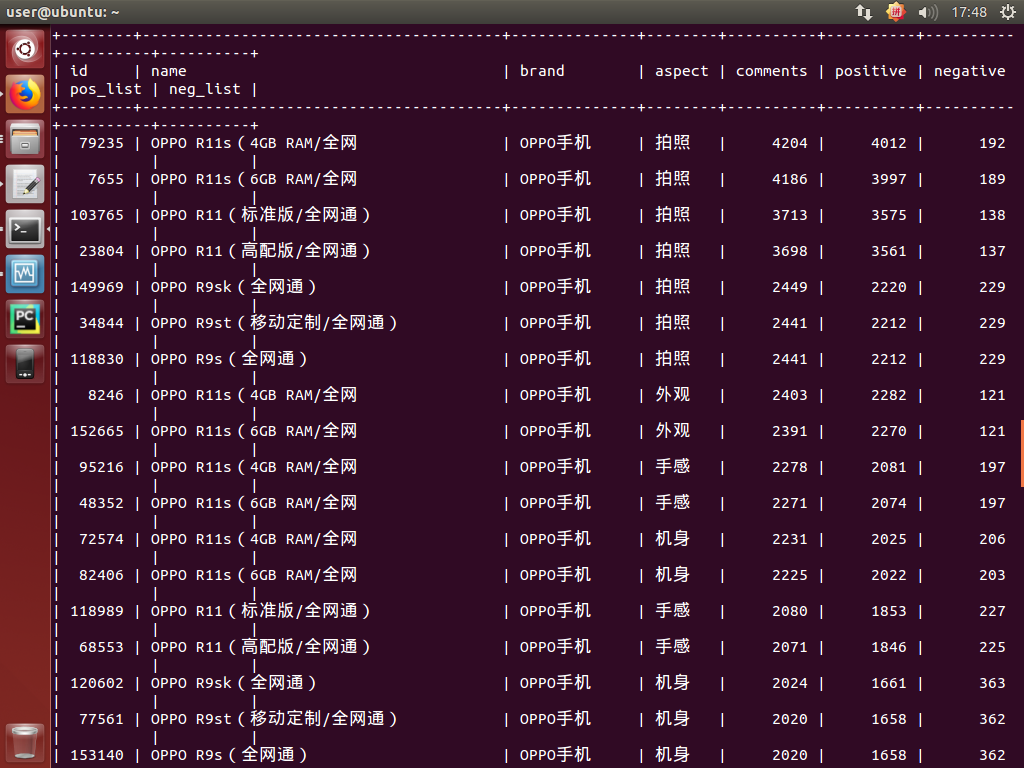 user@ubuntu: ~ 拼 17:48
+--------+----------------------------------------+--------------+--------+----------+----------+----------
+----------+----------+
| id     | name                                   | brand        | aspect | comments | positive | negative
| pos_list | neg_list |
+--------+----------------------------------------+--------------+--------+----------+----------+----------
+----------+----------+
|  79235 | OPPO R11s（4GB RAM/全网                | OPPO手机     | 拍照   |     4204 |     4012 |      192
|          |          |
|   7655 | OPPO R11s（6GB RAM/全网                | OPPO手机     | 拍照   |     4186 |     3997 |      189
|          |          |
| 103765 | OPPO R11（标准版/全网通）              | OPPO手机     | 拍照   |     3713 |     3575 |      138
|          |          |
|  23804 | OPPO R11（高配版/全网通）              | OPPO手机     | 拍照   |     3698 |     3561 |      137
|          |          |
| 149969 | OPPO R9sk（全网通）                    | OPPO手机     | 拍照   |     2449 |     2220 |      229
|          |          |
|  34844 | OPPO R9st（移动定制/全网通）           | OPPO手机     | 拍照   |     2441 |     2212 |      229
|          |          |
| 118830 | OPPO R9s（全网通）                     | OPPO手机     | 拍照   |     2441 |     2212 |      229
|          |          |
|   8246 | OPPO R11s（4GB RAM/全网                | OPPO手机     | 外观   |     2403 |     2282 |      121
|          |          |
| 152665 | OPPO R11s（6GB RAM/全网                | OPPO手机     | 外观   |     2391 |     2270 |      121
|          |          |
|  95216 | OPPO R11s（4GB RAM/全网                | OPPO手机     | 手感   |     2278 |     2081 |      197
|          |          |
|  48352 | OPPO R11s（6GB RAM/全网                | OPPO手机     | 手感   |     2271 |     2074 |      197
|          |          |
|  72574 | OPPO R11s（4GB RAM/全网                | OPPO手机     | 机身   |     2231 |     2025 |      206
|          |          |
|  82406 | OPPO R11s（6GB RAM/全网                | OPPO手机     | 机身   |     2225 |     2022 |      203
|          |          |
| 118989 | OPPO R11（标准版/全网通）              | OPPO手机     | 手感   |     2080 |     1853 |      227
|          |          |
|  68553 | OPPO R11（高配版/全网通）              | OPPO手机     | 手感   |     2071 |     1846 |      225
|          |          |
| 120602 | OPPO R9sk（全网通）                    | OPPO手机     | 机身   |     2024 |     1661 |      363
|          |          |
|  77561 | OPPO R9st（移动定制/全网通）           | OPPO手机     | 机身   |     2020 |     1658 |      362
|          |          |
| 153140 | OPPO R9s（全网通）                     | OPPO手机     | 机身   |     2020 |     1658 |      362
PC